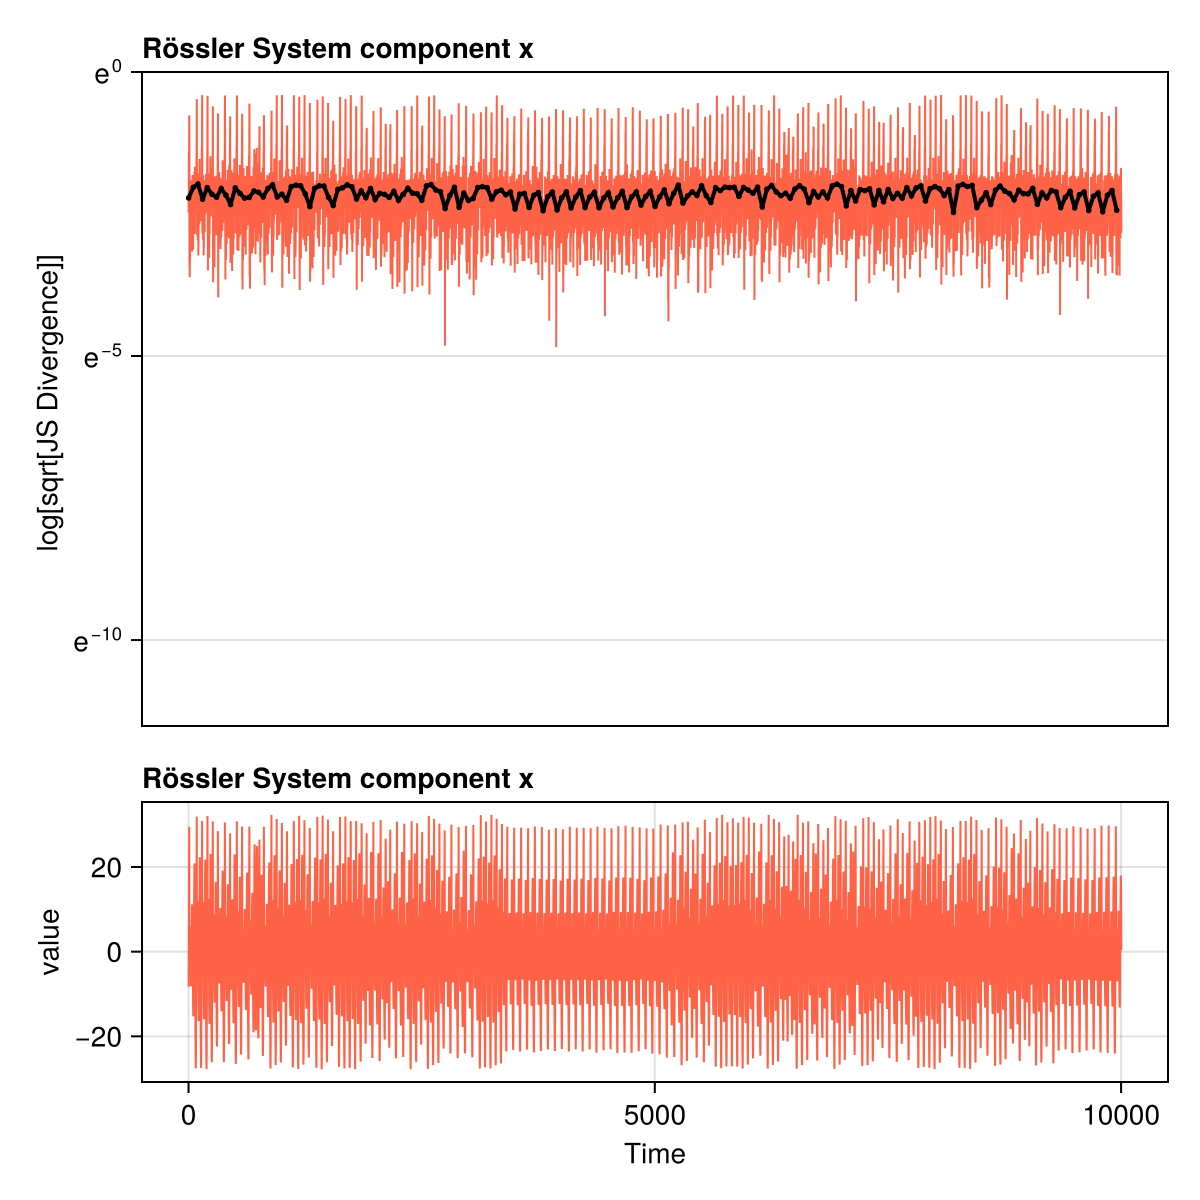 Rössler System component x
e⁰
e⁻⁵
e⁻¹⁰
log[sqrt[JS Divergence]]
Rössler System component x
20
0
−20
value
0 5000 10000
Time